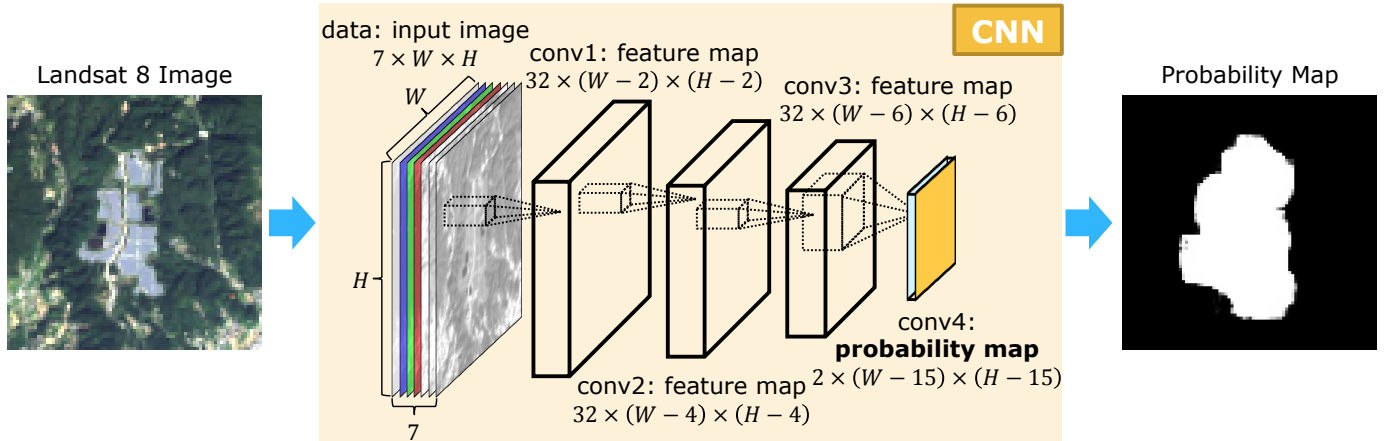 Landsat 8 Image
data: input image
7 × W × H
W
H
7
conv1: feature map
32 × (W − 2) × (H − 2)
conv2: feature map
32 × (W − 4) × (H − 4)
conv3: feature map
32 × (W − 6) × (H − 6)
conv4:
probability map
2 × (W − 15) × (H − 15)
CNN
Probability Map